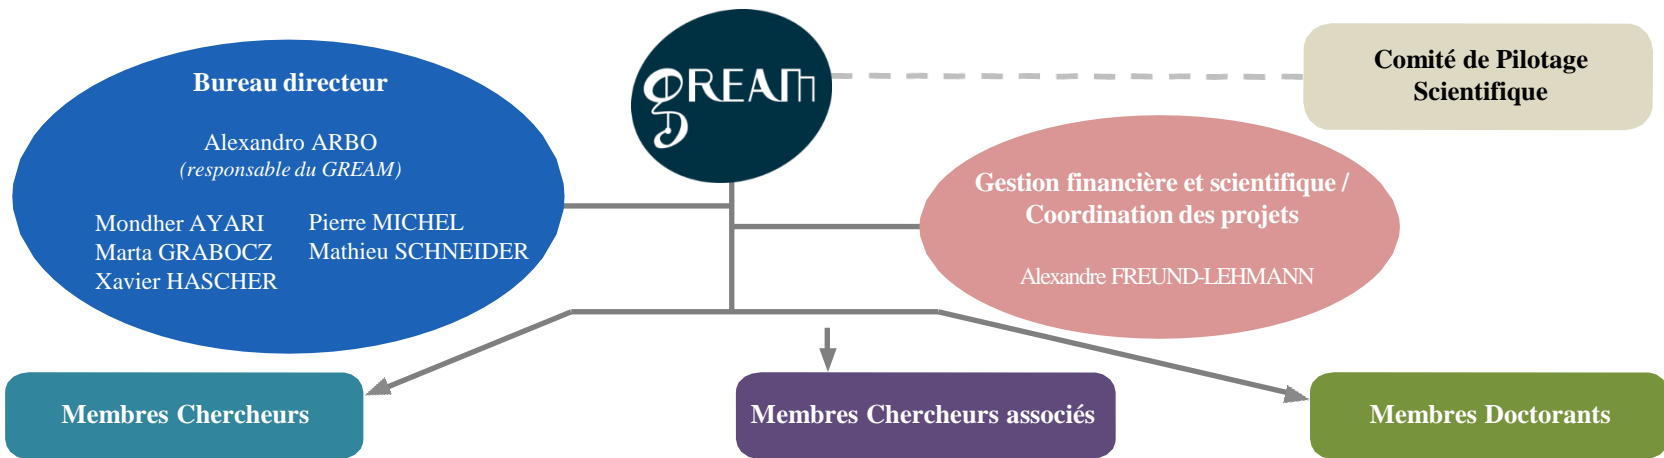 Bureau directeur
Alexandro ARBO
(responsable du GREAM)
Mondher AYARI
Marta GRABOCZ
Xavier HASCHER
Pierre MICHEL
Mathieu SCHNEIDER
GREAM
Comité de Pilotage
Scientifique
Gestion financière et scientifique /
Coordination des projets
Alexandre FREUND-LEHMANN
Membres Chercheurs
Membres Chercheurs associés
Membres Doctorants